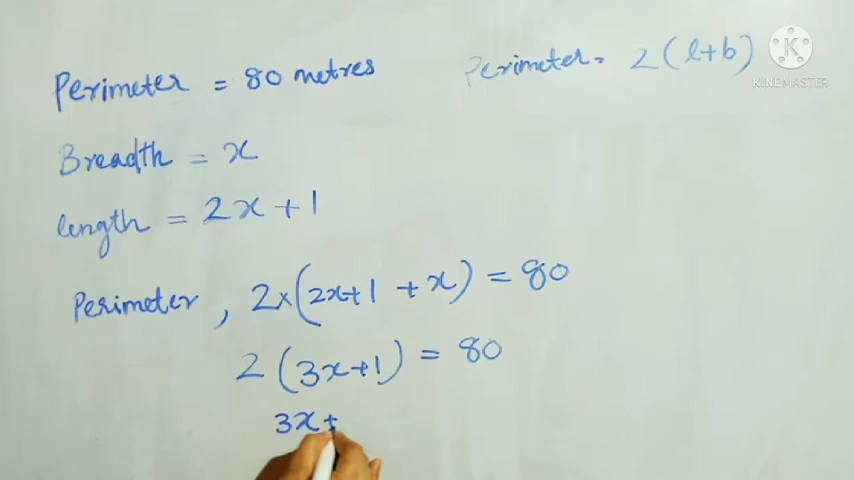 Perimeter = 80 metres
Perimeter = 2(l+b)
K
KINEMASTER
Breadth = x
length = 2x+1
Perimeter, 2×(2x+1 +x) = 80
2(3x+1) = 80
3x+